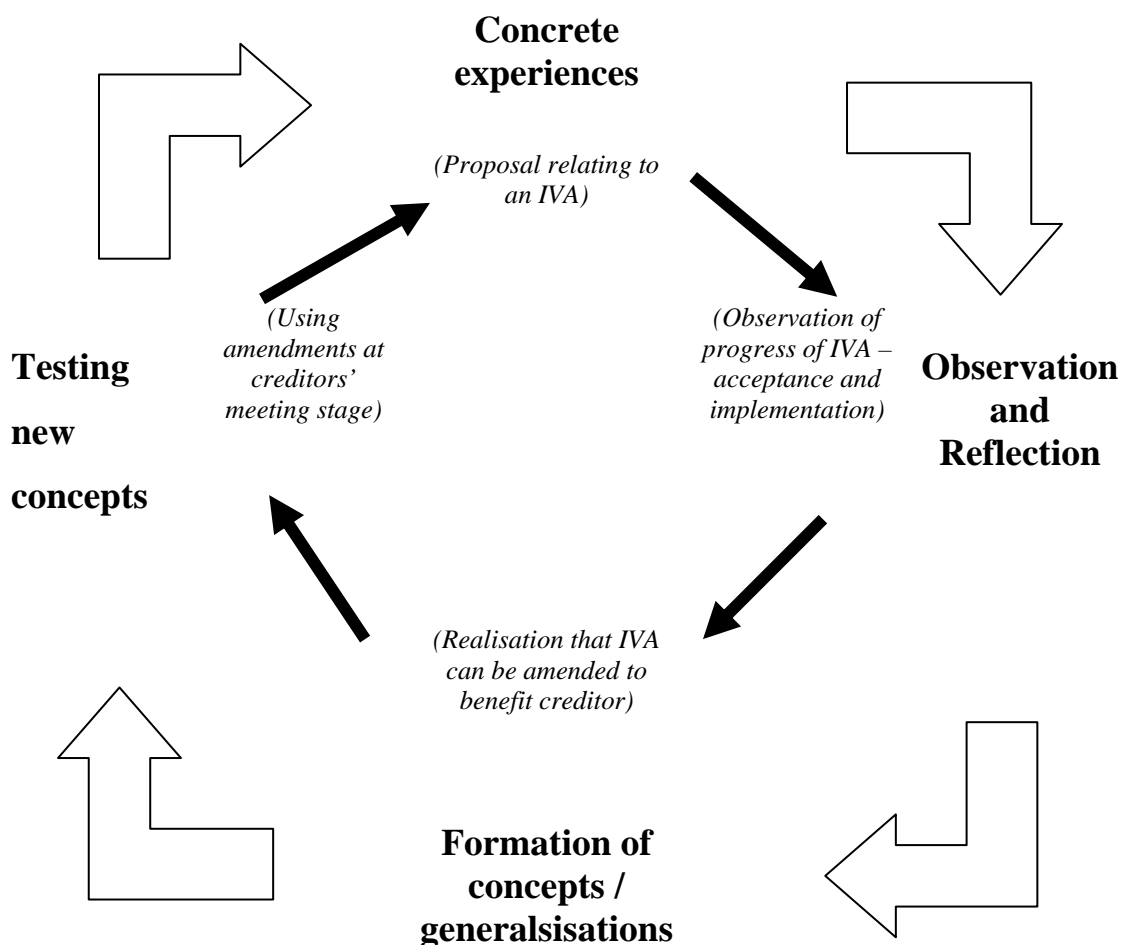 Concrete
experiences
(Proposal relating to
an IVA)
(Using
amendments at
creditors’
meeting stage)
(Observation of
progress of IVA –
acceptance and
implementation)
Testing
new
concepts
Observation
and
Reflection
(Realisation that IVA
can be amended to
benefit creditor)
Formation of
concepts /
generalsisations